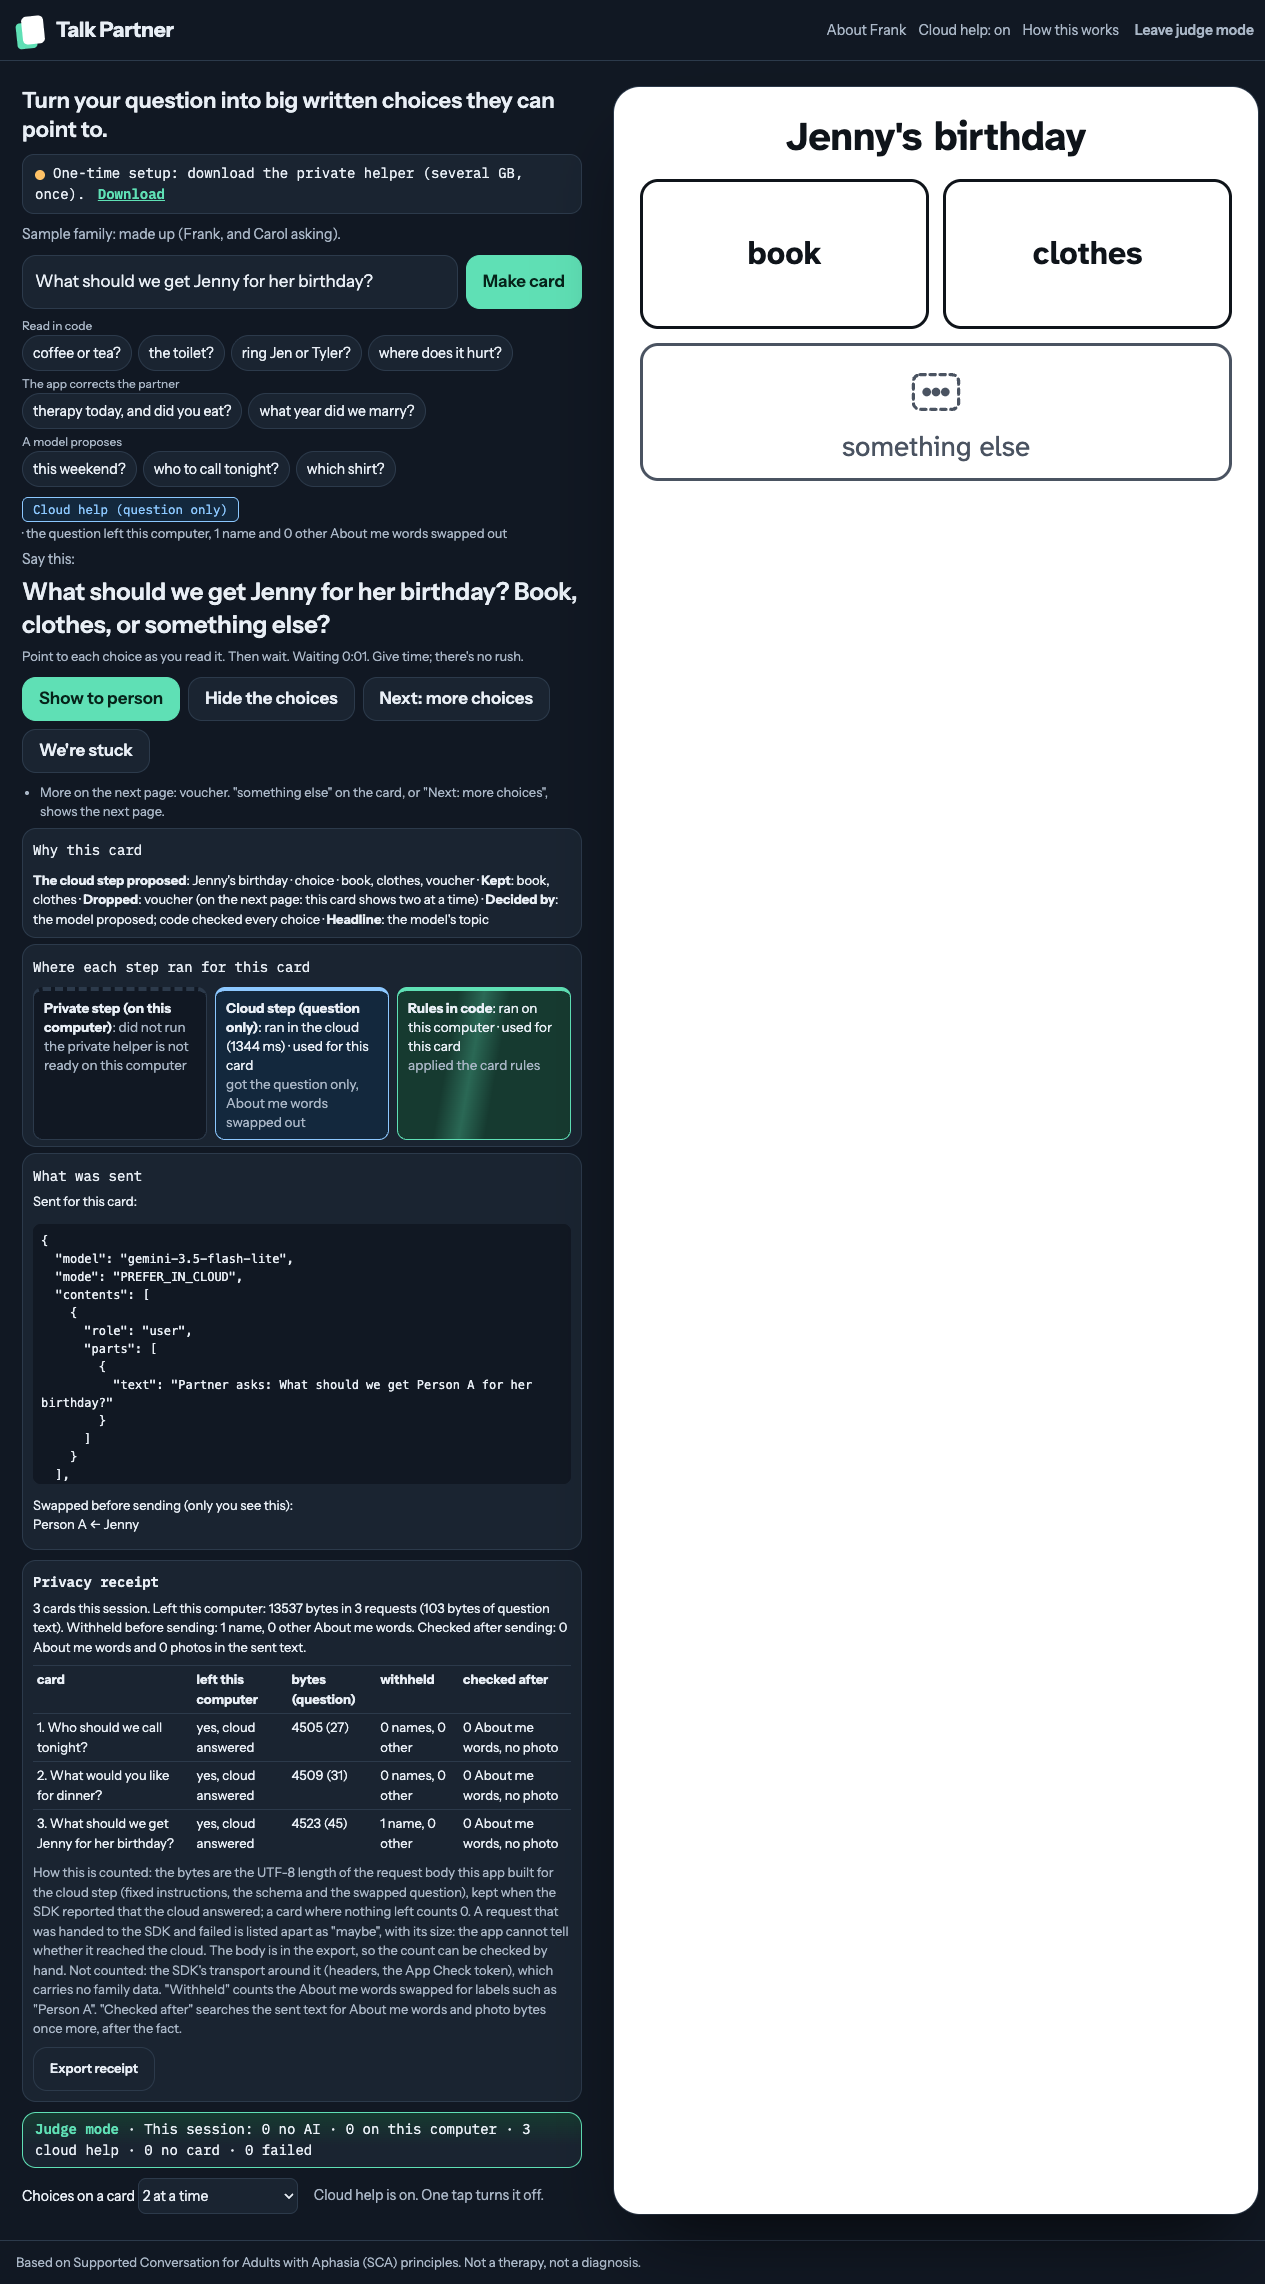 Talk Partner
About Frank Cloud help: on How this works Leave judge mode
Turn your question into big written choices they can
point to.
One-time setup: download the private helper (several GB,
once). Download
Sample family: made up (Frank, and Carol asking).
What should we get Jenny for her birthday?
Make card
Read in code
coffee or tea? the toilet? ring Jen or Tyler? where does it hurt?
The app corrects the partner
therapy today, and did you eat? what year did we marry?
A model proposes
this weekend? who to call tonight? which shirt?
Cloud help (question only)
· the question left this computer, 1 name and 0 other About me words swapped out
Say this:
What should we get Jenny for her birthday? Book,
clothes, or something else?
Point to each choice as you read it. Then wait. Waiting 0:01. Give time; there's no rush.
Show to person Hide the choices Next: more choices
We're stuck
• More on the next page: voucher. "something else" on the card, or "Next: more choices",
shows the next page.
Why this card
The cloud step proposed: Jenny's birthday · choice · book, clothes, voucher · Kept: book,
clothes · Dropped: voucher (on the next page: this card shows two at a time) · Decided by:
the model proposed; code checked every choice · Headline: the model's topic
Where each step ran for this card
Private step (on this
computer): did not run
the private helper is not
ready on this computer
Cloud step (question
only): ran in the cloud
(1344 ms) · used for this
card
got the question only,
About me words
swapped out
Rules in code: ran on
this computer · used for
this card
applied the card rules
What was sent
Sent for this card:
{
"model": "gemini-3.5-flash-lite",
"mode": "PREFER_IN_CLOUD",
"contents": [
{
"role": "user",
"parts": [
{
"text": "Partner asks: What should we get Person A for her
birthday?"
}
]
}
],
Swapped before sending (only you see this):
Person A ← Jenny
Privacy receipt
3 cards this session. Left this computer: 13537 bytes in 3 requests (103 bytes of question
text). Withheld before sending: 1 name, 0 other About me words. Checked after sending: 0
About me words and 0 photos in the sent text.
card left this bytes withheld checked after
computer (question)
1. Who should we call yes, cloud 4505 (27) 0 names, 0 0 About me
tonight? answered other words, no photo
2. What would you like yes, cloud 4509 (31) 0 names, 0 0 About me
for dinner? answered other words, no photo
3. What should we get yes, cloud 4523 (45) 1 name, 0 0 About me
Jenny for her birthday? answered other words, no photo
How this is counted: the bytes are the UTF-8 length of the request body this app built for
the cloud step (fixed instructions, the schema and the swapped question), kept when the
SDK reported that the cloud answered; a card where nothing left counts 0. A request that
was handed to the SDK and failed is listed apart as "maybe", with its size: the app cannot tell
whether it reached the cloud. The body is in the export, so the count can be checked by
hand. Not counted: the SDK's transport around it (headers, the App Check token), which
carries no family data. "Withheld" counts the About me words swapped for labels such as
"Person A". "Checked after" searches the sent text for About me words and photo bytes
once more, after the fact.
Export receipt
Judge mode · This session: 0 no AI · 0 on this computer · 3
cloud help · 0 no card · 0 failed
Choices on a card 2 at a time Cloud help is on. One tap turns it off.
Jenny's birthday
book clothes
something else
Based on Supported Conversation for Adults with Aphasia (SCA) principles. Not a therapy, not a diagnosis.